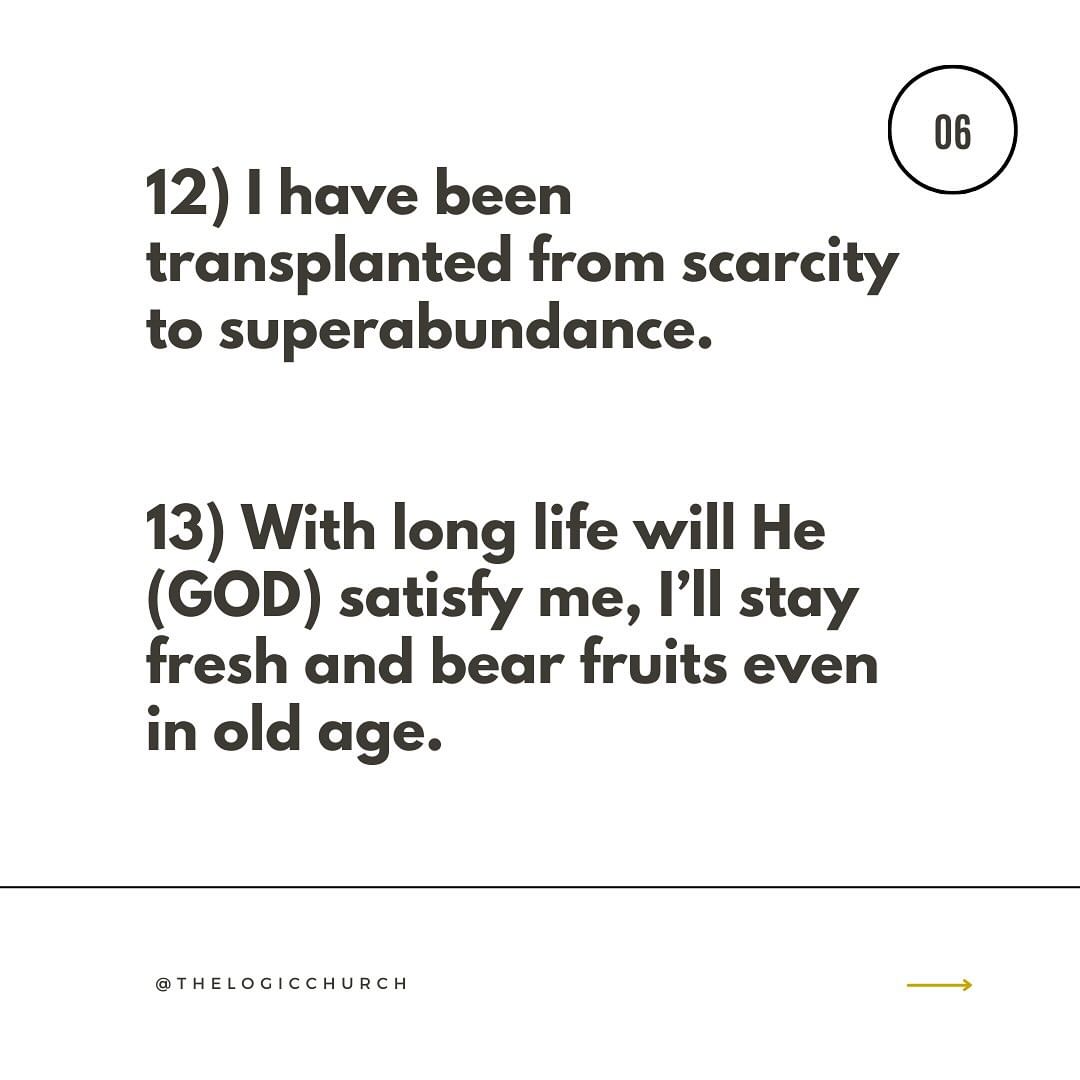 06
12) I have been
transplanted from scarcity
to superabundance.
13) With long life will He
(GOD) satisfy me, I’ll stay
fresh and bear fruits even
in old age.
@THELOGICCHURCH